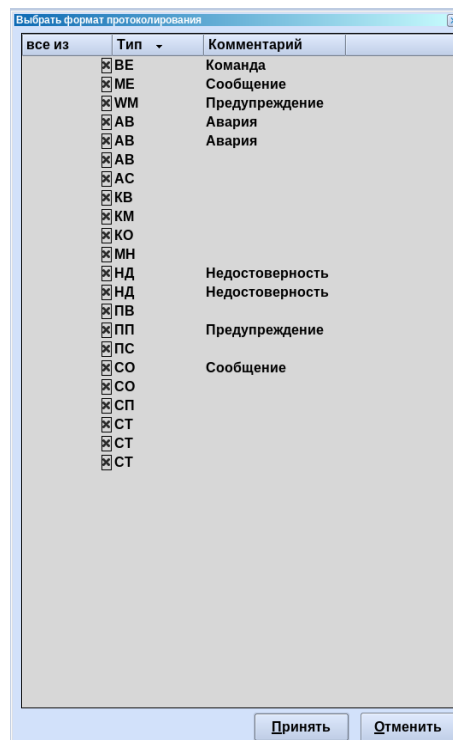 Выбрать формат протоколирования
все из Тип Комментарий
BE Команда
ME Сообщение
WM Предупреждение
АВ Авария
АВ Авария
АВ
АС
КВ
КМ
КО
МН
НД Недостоверность
НД Недостоверность
ПВ
ПП Предупреждение
ПС
СО Сообщение
СО
СП
СТ
СТ
СТ
Принять Отменить